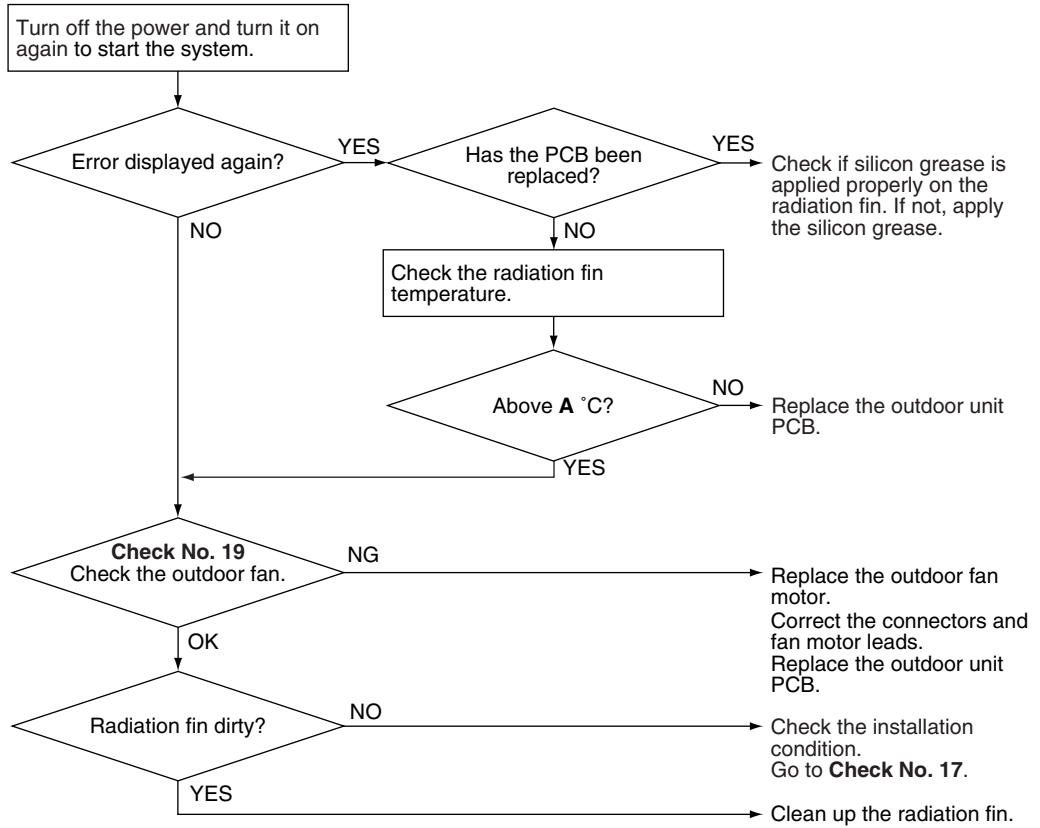 Turn off the power and turn it on
again to start the system.
Error displayed again?
YES
Has the PCB been
replaced?
YES
Check if silicon grease is
applied properly on the
radiation fin. If not, apply
the silicon grease.
NO
NO
Check the radiation fin
temperature.
Above A °C?
NO
Replace the outdoor unit
PCB.
YES
Check No. 19
Check the outdoor fan.
NG
Replace the outdoor fan
motor.
Correct the connectors and
fan motor leads.
Replace the outdoor unit
PCB.
OK
Radiation fin dirty?
NO
Check the installation
condition.
Go to Check No. 17.
YES
Clean up the radiation fin.